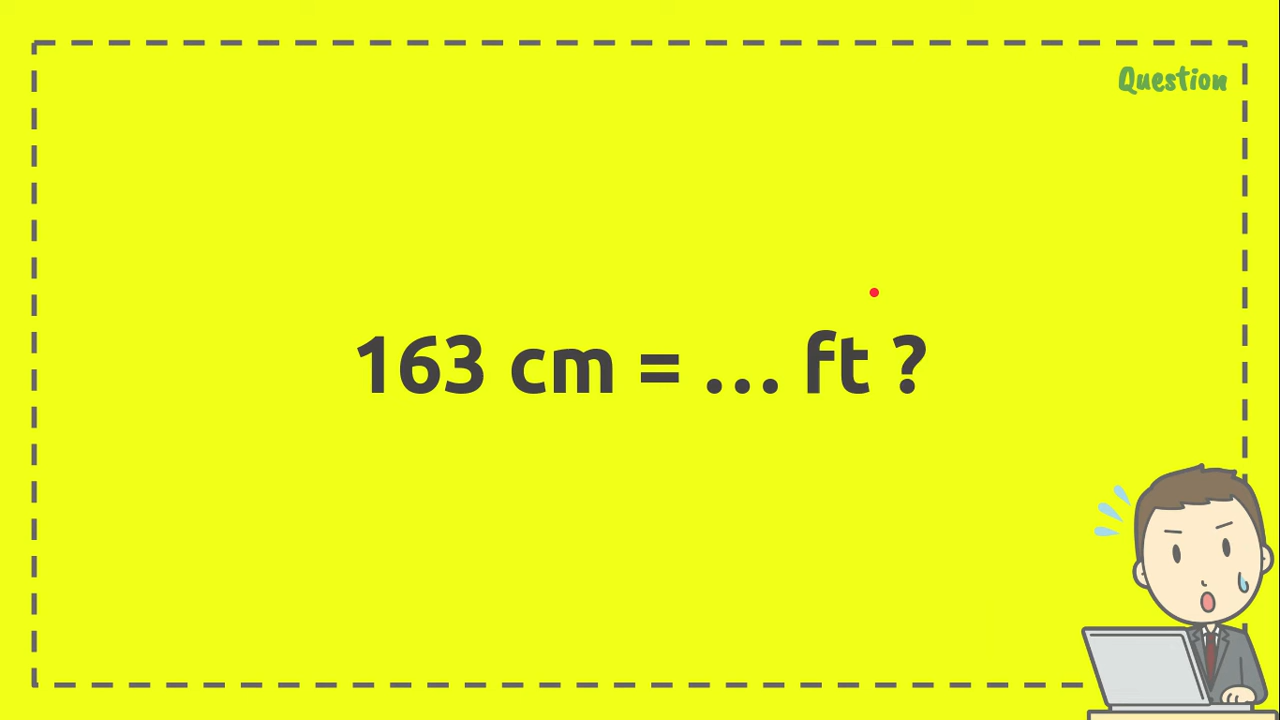 Question
163 cm = ... ft ?